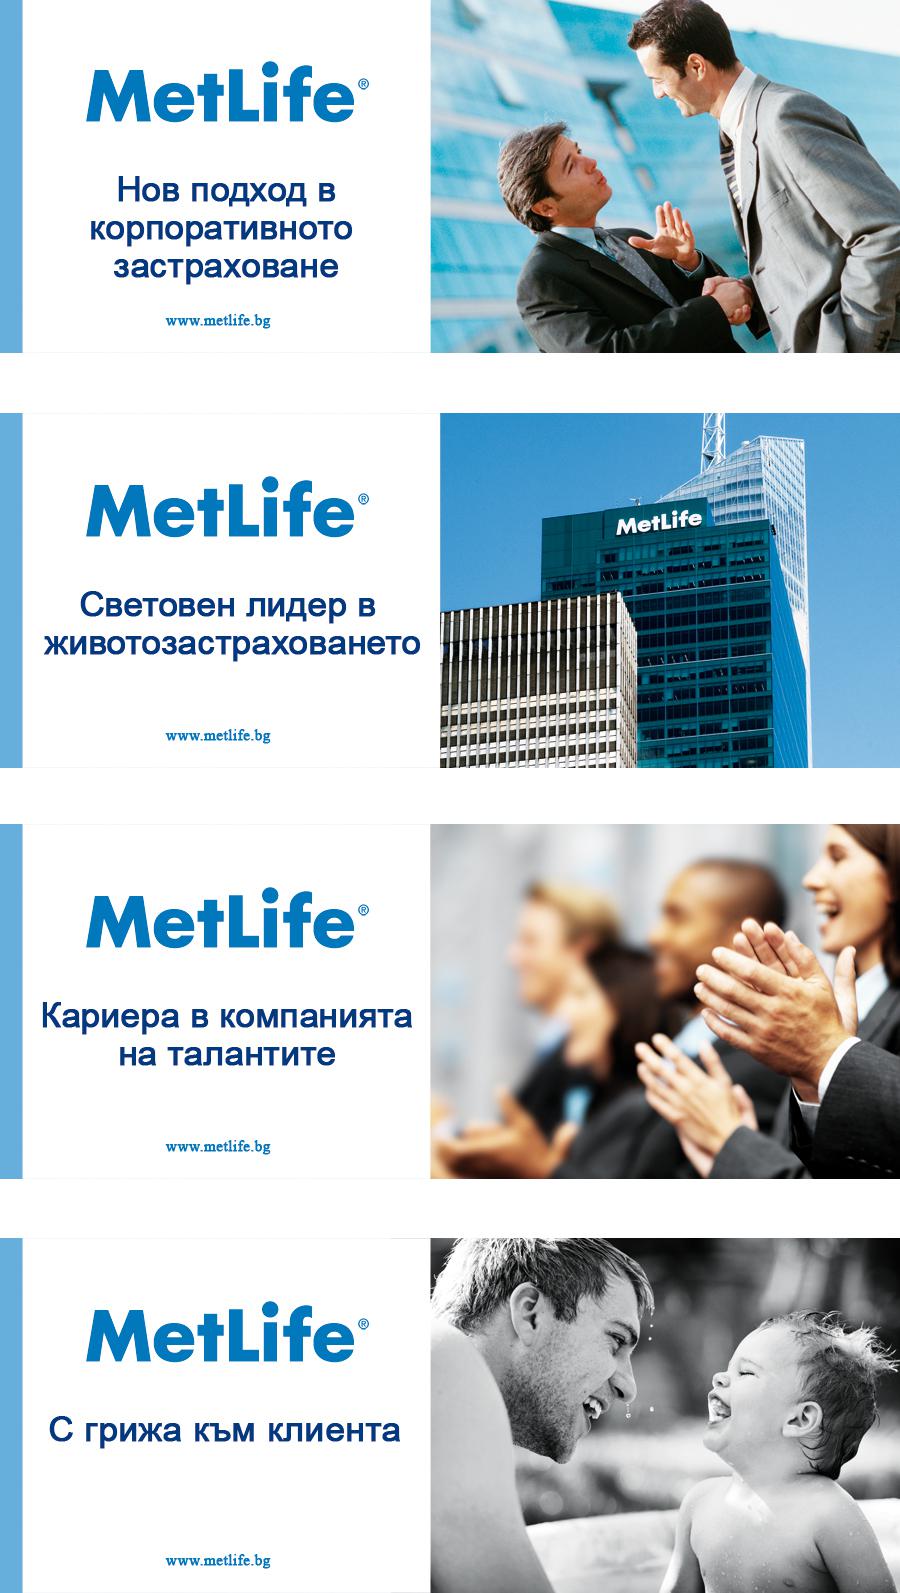 MetLife®
Нов подход в
корпоративното
застраховане
www.metlife.bg
MetLife®
Световен лидер в
животозастраховането
www.metlife.bg
MetLife
MetLife®
Кариера в компанията
на талантите
www.metlife.bg
MetLife®
С грижа към клиента
www.metlife.bg